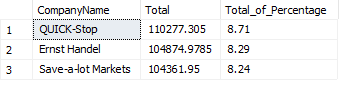 CompanyName Total Total_of_Percentage
1 QUICK-Stop 110277.305 8.71
2 Ernst Handel 104874.9785 8.29
3 Save-a-lot Markets 104361.95 8.24